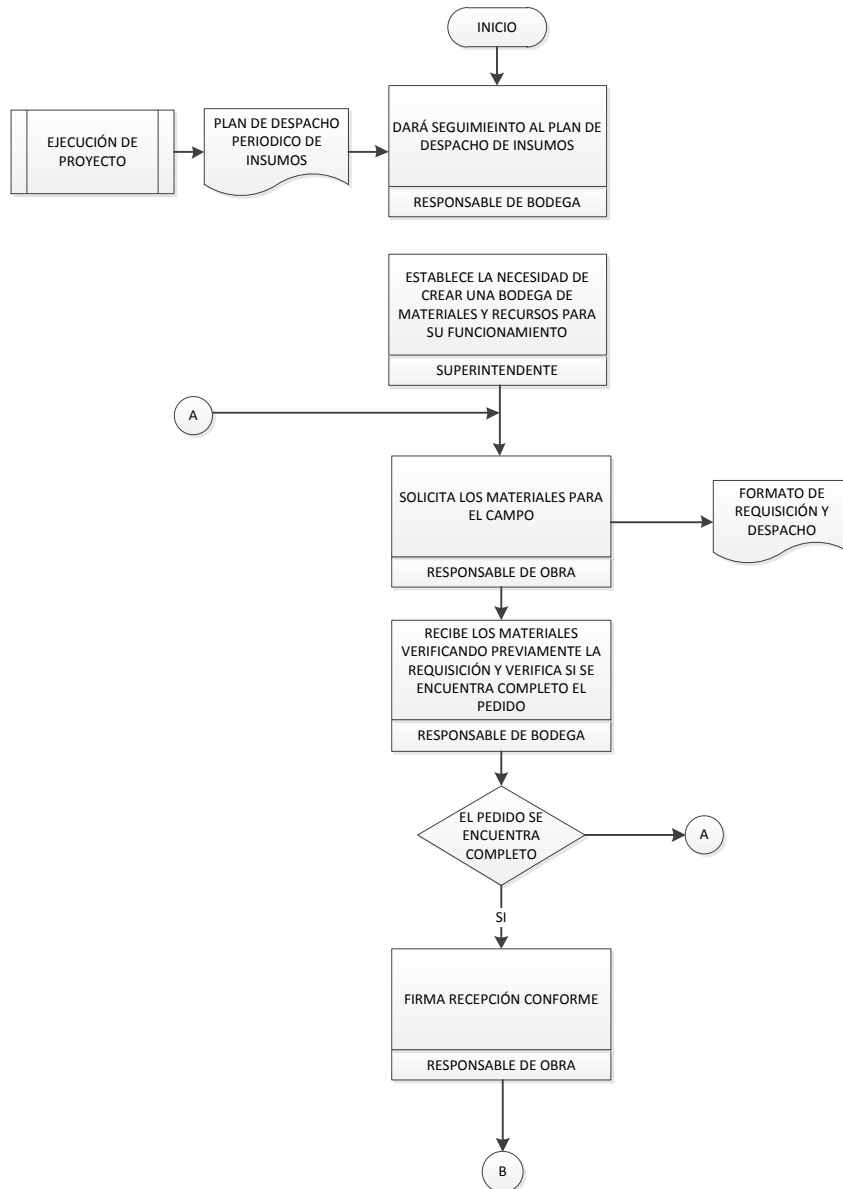 INICIO
EJECUCIÓN DE
PROYECTO
PLAN DE DESPACHO
PERIODICO DE
INSUMOS
DARÁ SEGUIMIEINTO AL PLAN DE
DESPACHO DE INSUMOS
RESPONSABLE DE BODEGA
ESTABLECE LA NECESIDAD DE
CREAR UNA BODEGA DE
MATERIALES Y RECURSOS PARA
SU FUNCIONAMIENTO
SUPERINTENDENTE
A
SOLICITA LOS MATERIALES PARA
EL CAMPO
RESPONSABLE DE OBRA
FORMATO DE
REQUISICIÓN Y
DESPACHO
RECIBE LOS MATERIALES
VERIFICANDO PREVIAMENTE LA
REQUISICIÓN Y VERIFICA SI SE
ENCUENTRA COMPLETO EL
PEDIDO
RESPONSABLE DE BODEGA
EL PEDIDO SE
ENCUENTRA
COMPLETO
A
SI
FIRMA RECEPCIÓN CONFORME
RESPONSABLE DE OBRA
B